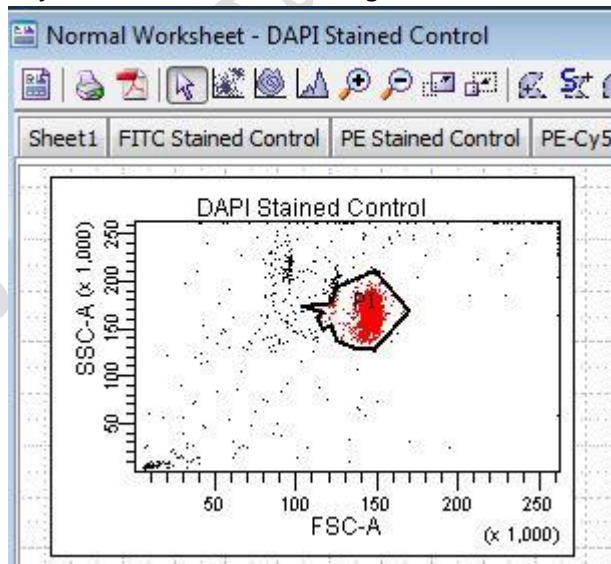 Normal Worksheet - DAPI Stained Control
Sheet1
FITC Stained Control
PE Stained Control
PE-Cy5
DAPI Stained Control
SSC-A (x 1,000)
250
200
150
100
50
P1
50 100 150 200 250
FSC-A
(x 1,000)